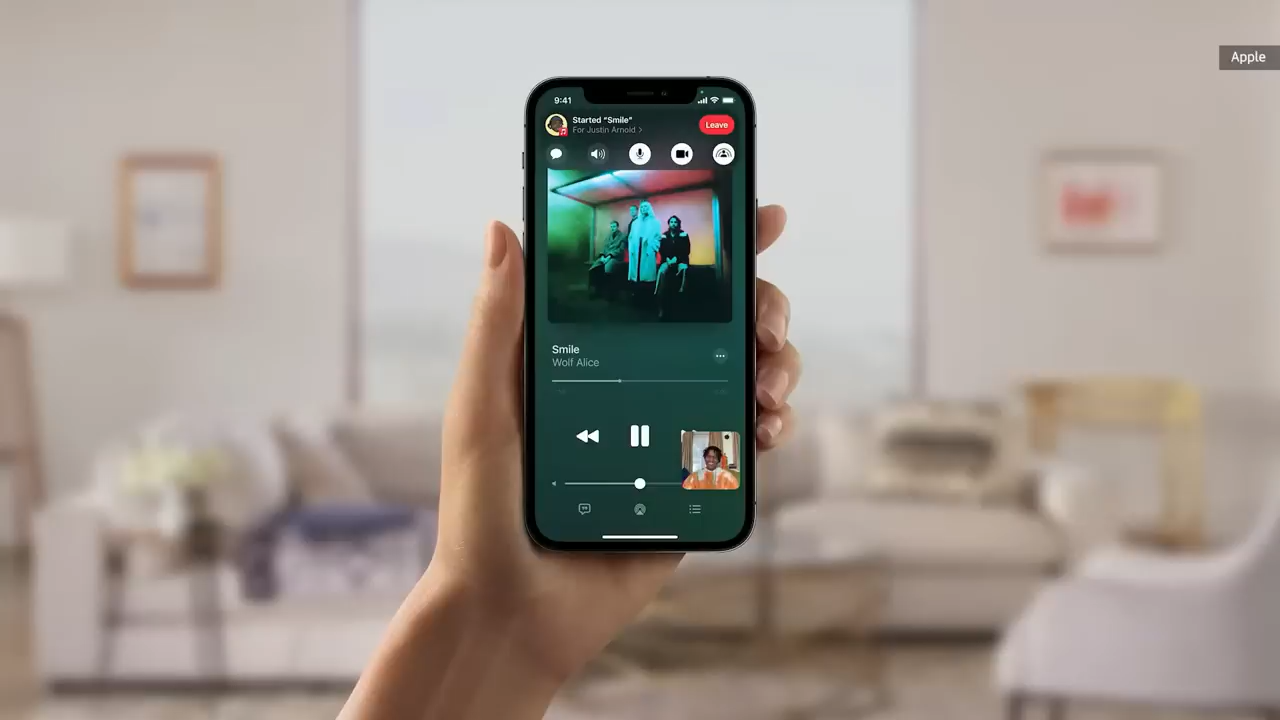 Apple
9:41
Started "Smile"
For Justin Arnold >
Leave
Smile
Wolf Alice